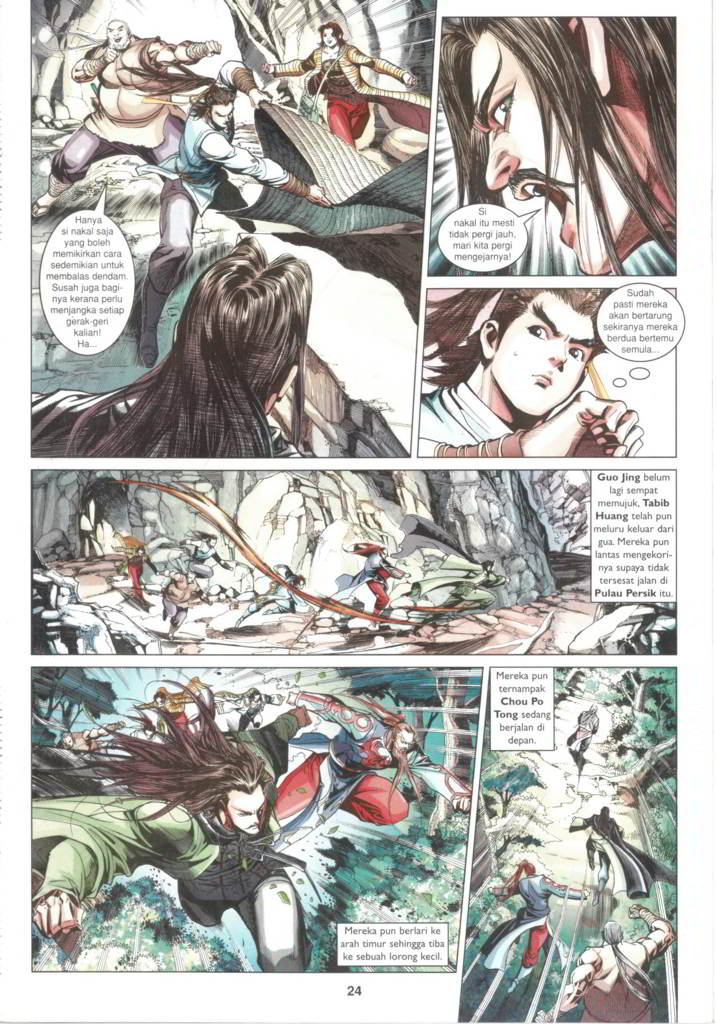 Hanya
si nakal saja
yang boleh
memikirkan cara
sedemikian untuk
membalas dendam.
Susah juga bagi-
nya kerana perlu
menjangka setiap
gerak-geri
kalian!
Ha...
Si
nakal itu mesti
tidak pergi jauh,
mari kita pergi
mengejarnya!
Sudah
pasti mereka
akan bertarung
sekiranya mereka
berdua bertemu
semula...
Guo Jing belum
lagi sempat
memujuk, Tabib
Huang telah pun
meluru keluar dari
gua. Mereka pun
lantas mengekori-
nya supaya tidak
tersesat jalan di
Pulau Persik itu.
Mereka pun berlari ke
arah timur sehingga tiba
ke sebuah lorong kecil.
Mereka pun
ternampak
Chou Po
Tong sedang
berjalan di
depan.
24